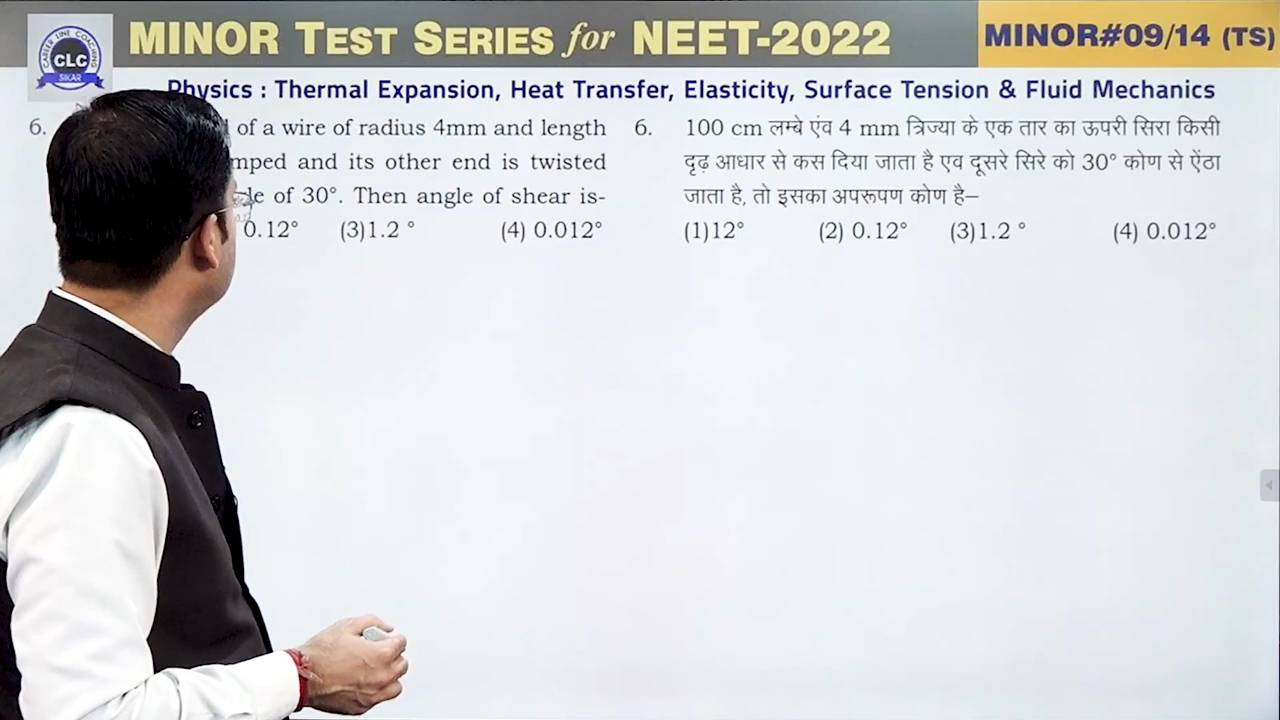 MINOR TEST SERIES for NEET-2022
MINOR#09/14 (TS)
CAREER LINE COACHING
CLC
SIKAR
Physics : Thermal Expansion, Heat Transfer, Elasticity, Surface Tension & Fluid Mechanics
6. of a wire of radius 4mm and length
and its other end is twisted
of 30°. Then angle of shear is-
0.12° (3)1.2 ° (4) 0.012°
6. 100 cm लम्बे एंव 4 mm त्रिज्या के एक तार का ऊपरी सिरा किसी
दृढ़ आधार से कस दिया जाता है एव दूसरे सिरे को 30° कोण से ऐंठा
जाता है, तो इसका अपरूपण कोण है–
(1)12° (2) 0.12° (3)1.2 ° (4) 0.012°